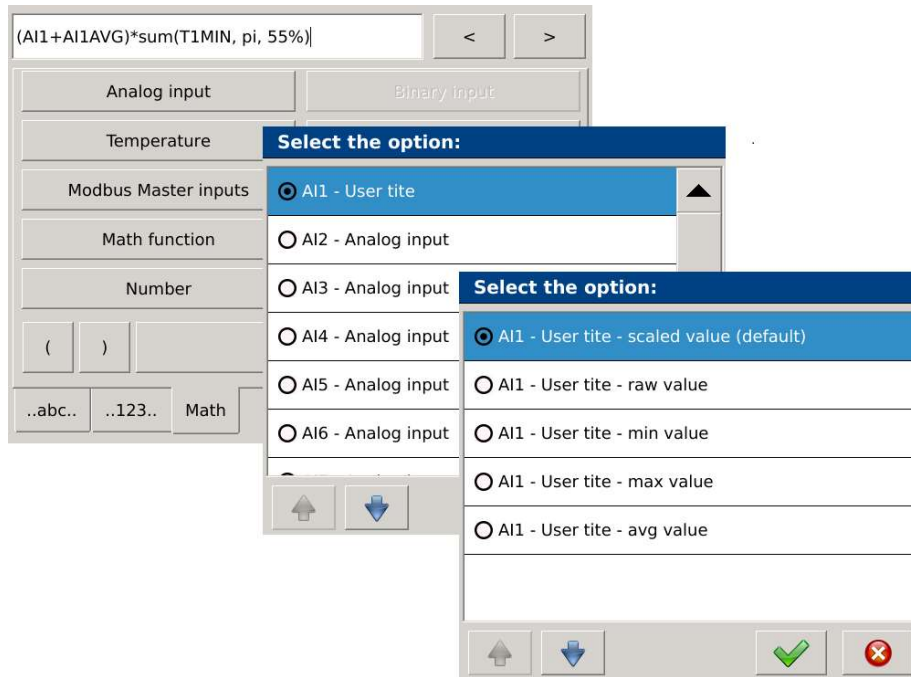 (AI1+AI1AVG)*sum(T1MIN, pi, 55%)
< >
Analog input
Binary input
Temperature
Modbus Master inputs
Math function
Number
( )
..abc.. ..123.. Math
Select the option:
AI1 - User tite
AI2 - Analog input
AI3 - Analog input
AI4 - Analog input
AI5 - Analog input
AI6 - Analog input
Select the option:
AI1 - User tite - scaled value (default)
AI1 - User tite - raw value
AI1 - User tite - min value
AI1 - User tite - max value
AI1 - User tite - avg value